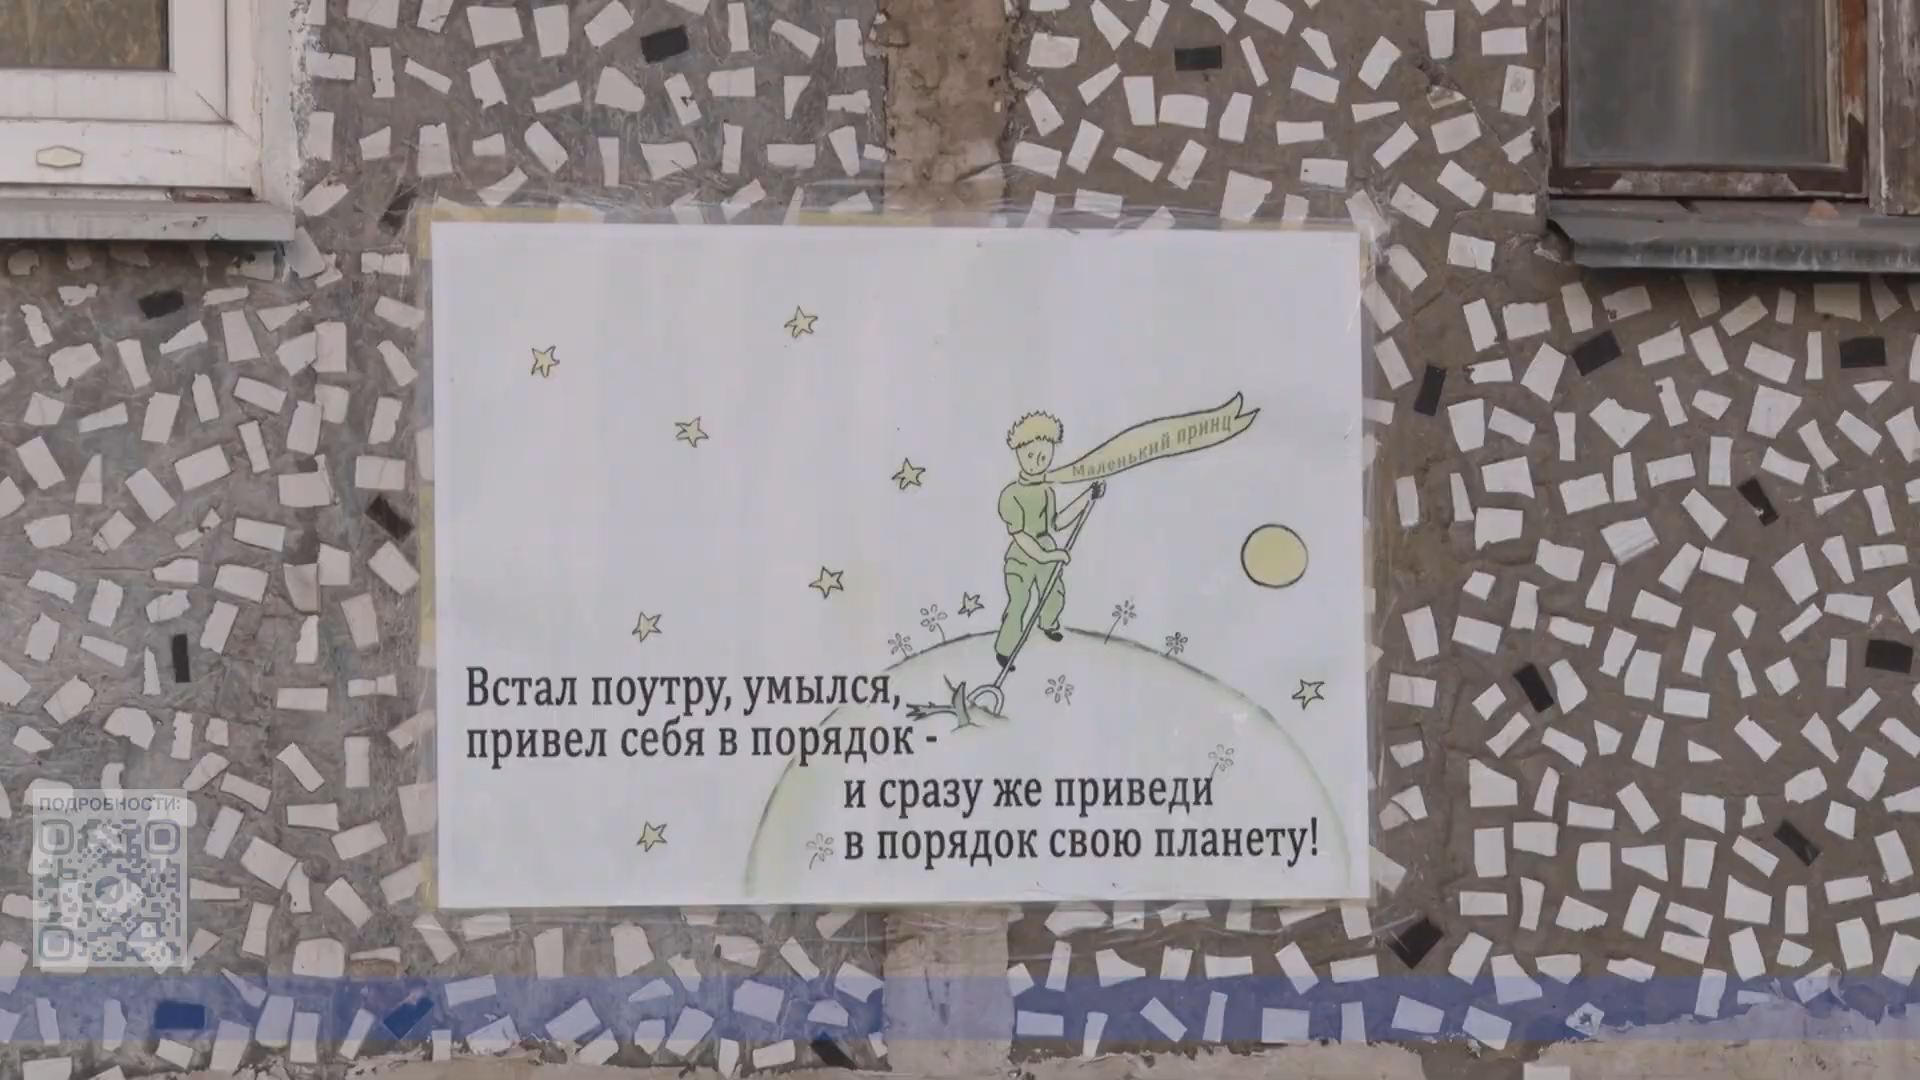 Маленький принц
Встал поутру, умылся,
привел себя в порядок -
и сразу же приведи
в порядок свою планету!
ПОДРОБНОСТИ: